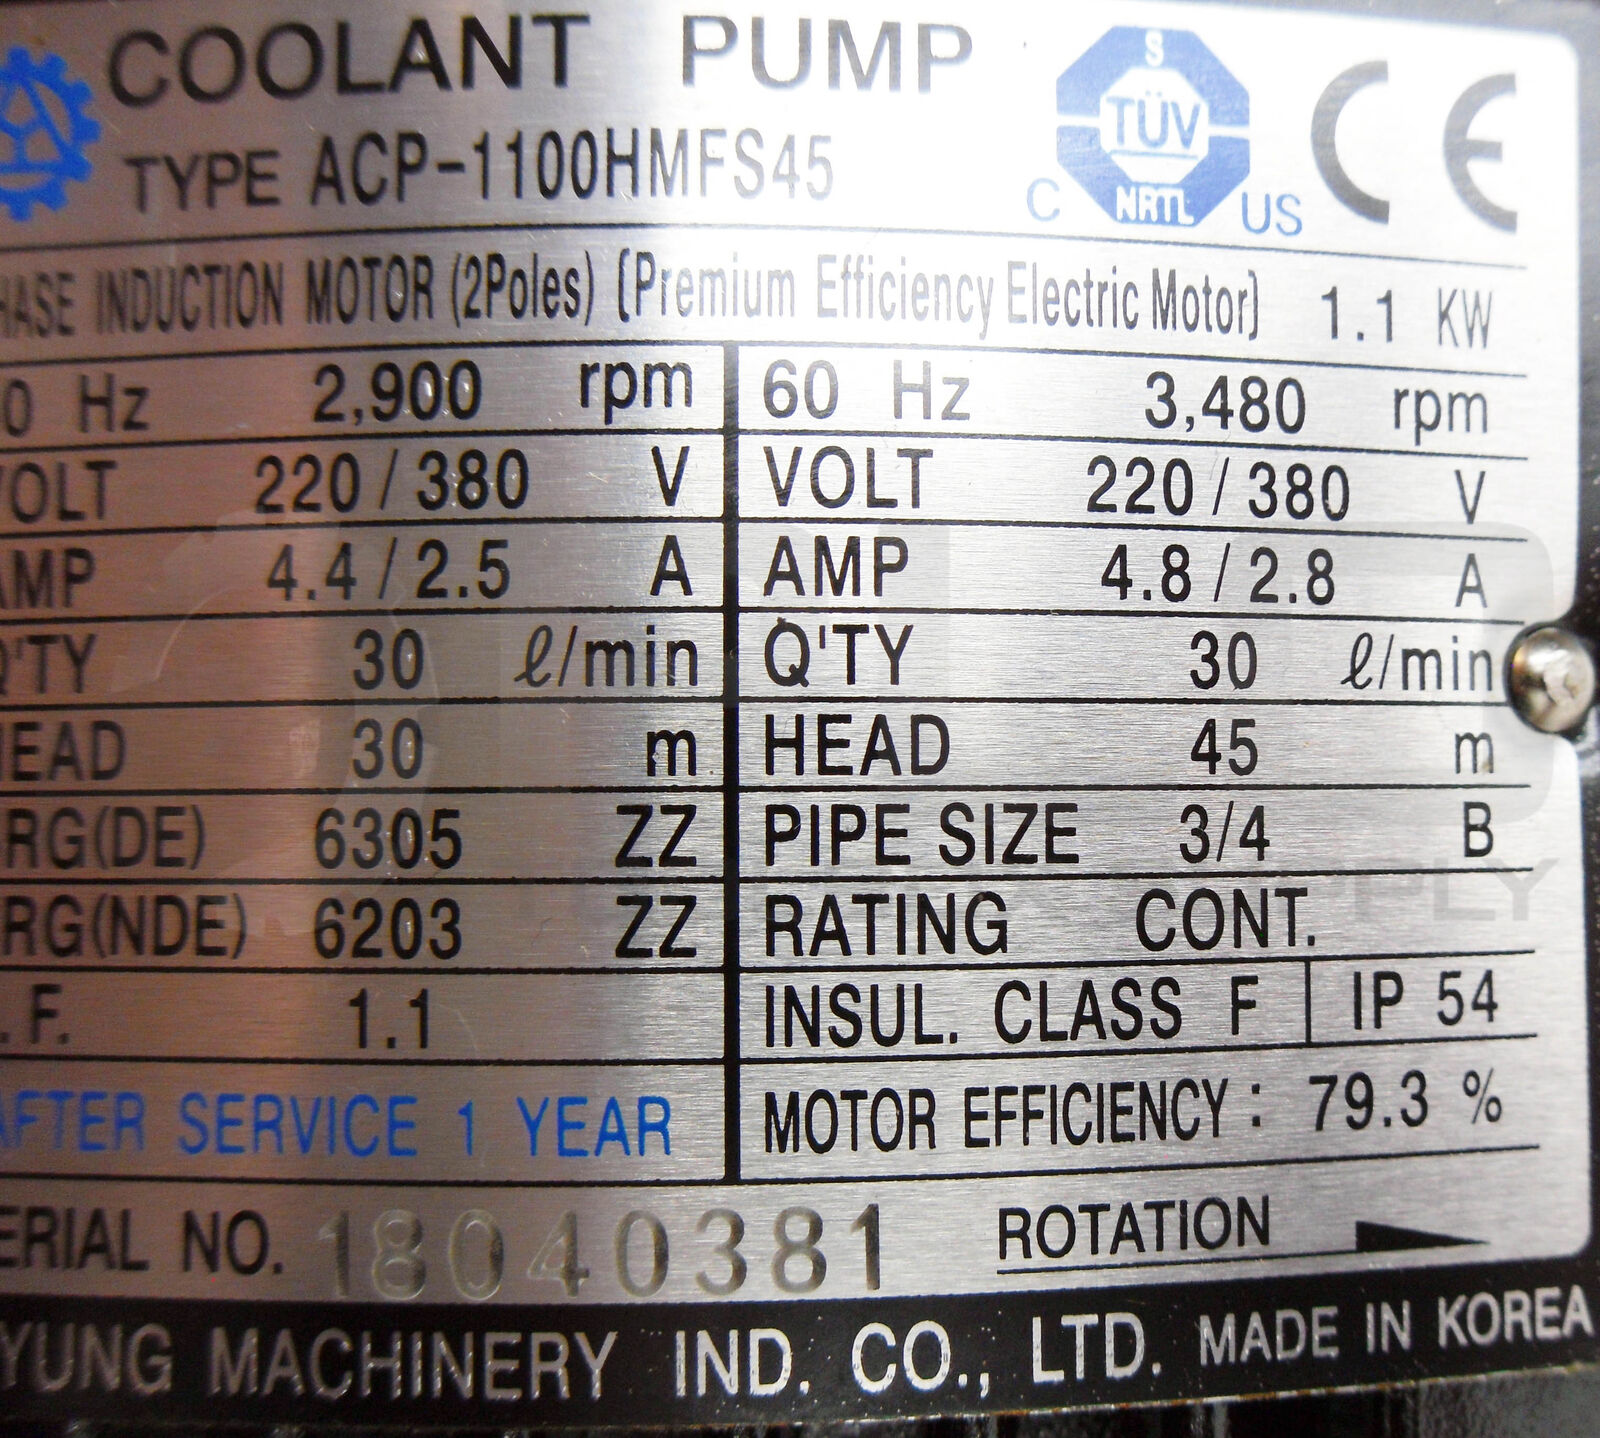 COOLANT PUMP
TYPE ACP-1100HMFS45
S
TÜV
NRTL
C US
CE
HASE INDUCTION MOTOR (2Poles) [Premium Efficiency Electric Motor] 1.1 KW
0 Hz 2,900 rpm 60 Hz 3,480 rpm
VOLT 220 / 380 V VOLT 220 / 380 V
AMP 4.4 / 2.5 A AMP 4.8 / 2.8 A
Q'TY 30 ℓ/min Q'TY 30 ℓ/min
HEAD 30 m HEAD 45 m
RG(DE) 6305 ZZ PIPE SIZE 3/4 B
RG(NDE) 6203 ZZ RATING CONT.
. F. 1.1 INSUL. CLASS F IP 54
AFTER SERVICE 1 YEAR MOTOR EFFICIENCY : 79.3 %
ERIAL NO. 18040381 ROTATION
YUNG MACHINERY IND. CO., LTD. MADE IN KOREA